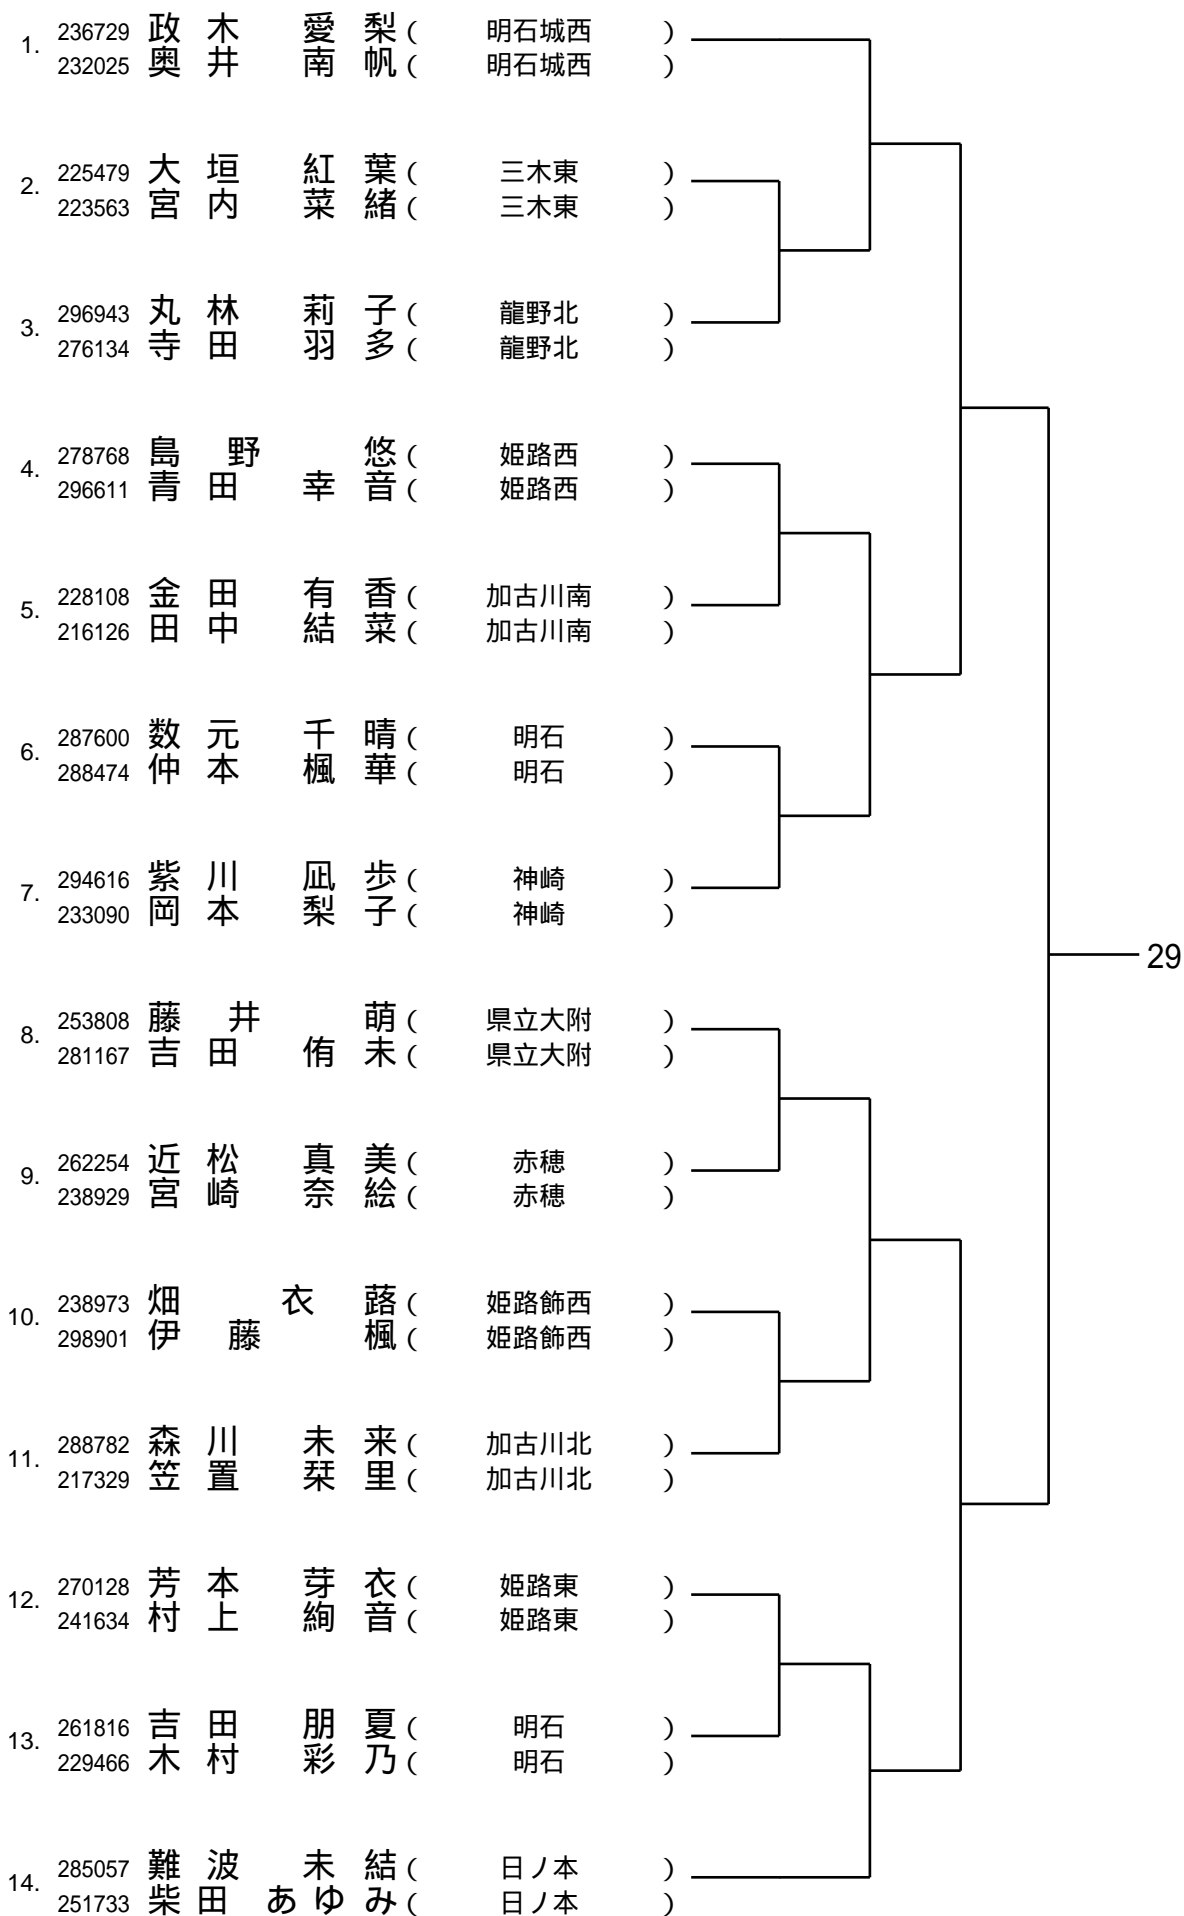 1. 236729 政木 愛梨 ( 明石城西 )
232025 奥井 南帆 ( 明石城西 )
2. 225479 大垣 紅葉 ( 三木東 )
223563 宮内 菜緒 ( 三木東 )
3. 296943 丸林 莉子 ( 龍野北 )
276134 寺田 羽多 ( 龍野北 )
4. 278768 島野 悠 ( 姫路西 )
296611 青田 幸音 ( 姫路西 )
5. 228108 金田 有香 ( 加古川南 )
216126 田中 結菜 ( 加古川南 )
6. 287600 数元 千晴 ( 明石 )
288474 仲本 楓華 ( 明石 )
7. 294616 紫川 凪歩 ( 神崎 )
233090 岡本 梨子 ( 神崎 )
29
8. 253808 藤井 萌 ( 県立大附 )
281167 吉田 侑未 ( 県立大附 )
9. 262254 近松 真美 ( 赤穂 )
238929 宮崎 奈絵 ( 赤穂 )
10. 238973 畑 衣蕗 ( 姫路飾西 )
298901 伊藤 楓 ( 姫路飾西 )
11. 288782 森川 未来 ( 加古川北 )
217329 笠置 栞里 ( 加古川北 )
12. 270128 芳本 芽衣 ( 姫路東 )
241634 村上 絢音 ( 姫路東 )
13. 261816 吉田 朋夏 ( 明石 )
229466 木村 彩乃 ( 明石 )
14. 285057 難波 未結 ( 日ノ本 )
251733 柴田 あゆみ ( 日ノ本 )